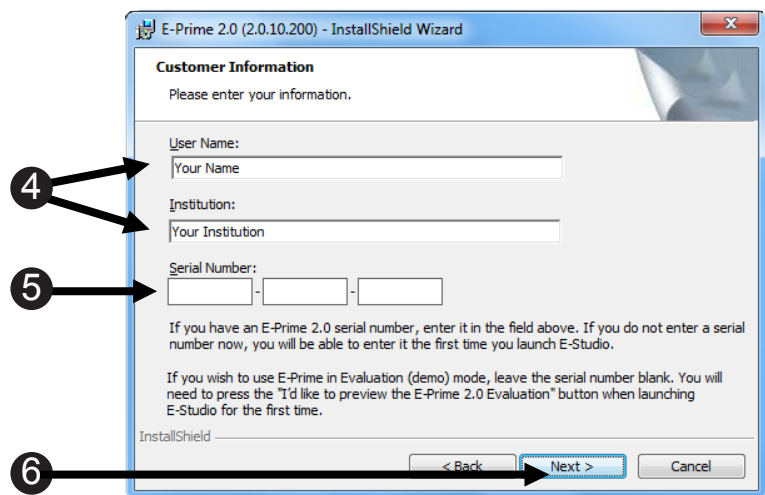 E-Prime 2.0 (2.0.10.200) - InstallShield Wizard
X
Customer Information
Please enter your information.
User Name:
4
Your Name
Institution:
Your Institution
Serial Number:
5
- -
If you have an E-Prime 2.0 serial number, enter it in the field above. If you do not enter a serial
number now, you will be able to enter it the first time you launch E-Studio.
If you wish to use E-Prime in Evaluation (demo) mode, leave the serial number blank. You will
need to press the "I'd like to preview the E-Prime 2.0 Evaluation" button when launching
E-Studio for the first time.
InstallShield
6
< Back Next > Cancel